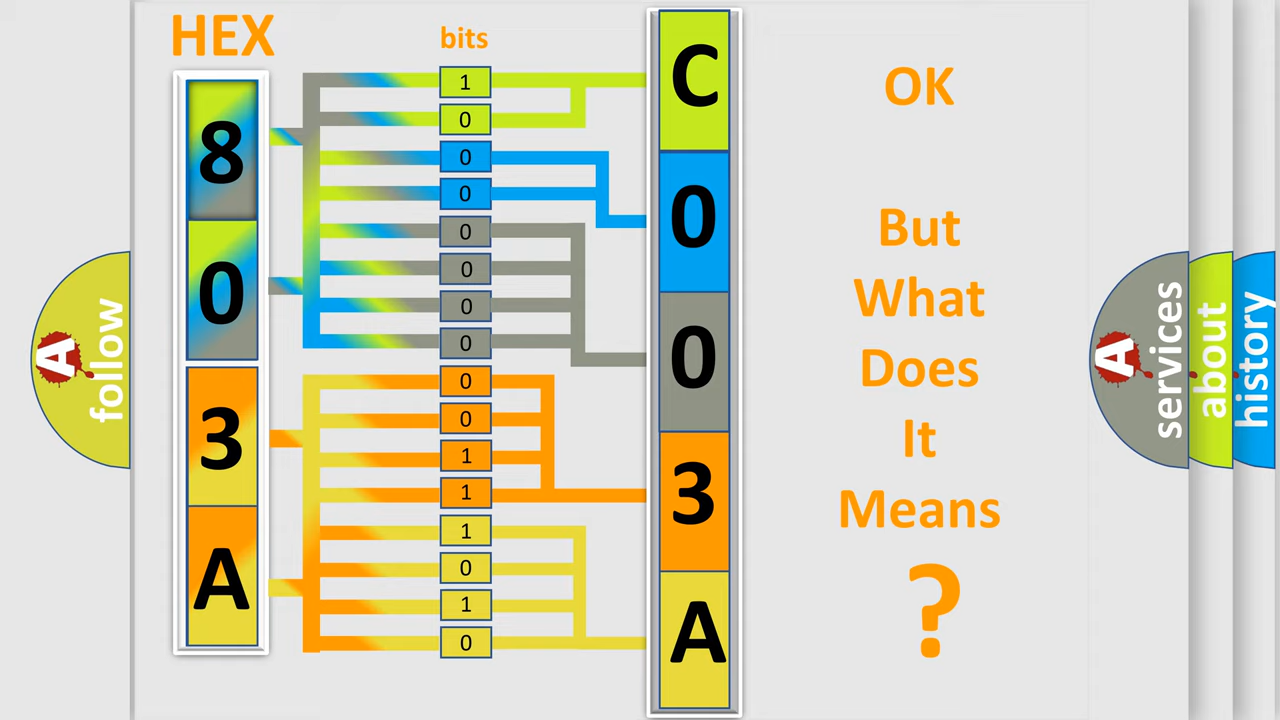 HEX
bits
8
0
3
A
1
0
0
0
0
0
0
0
0
0
1
1
1
0
1
0
C
0
0
3
A
OK
But
What
Does
It
Means
?
A
follow
A
services
about
history